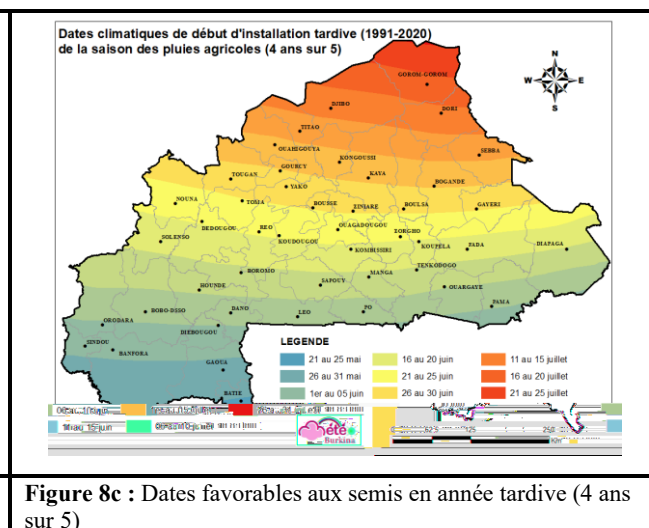 Dates climatiques de début d'installation tardive (1991-2020)
de la saison des pluies agricoles (4 ans sur 5)
N
W E
S
GOROM-GOROM
DJIBO
DORI
TITAO
OUAHIGOUYA
SEBBA
KONGOUSSI
GOURCY
TOUGAN
KAYA
YAKO
BOGANDE
NOUNA
TOMA
BOUSSE
ZINIARE
BOULSA
GAYERI
DEDOUGOU
REO
OUAGADOUGOU
ZORGHO
SOLENSO
KOUDOUGOU
KOMBISSIRI
KOUPELA
FADA
DIAPAGA
BOROMO
MANGA
TENKODOGO
HOUNDE
SAPOUY
OUARGAYE
BOBO-DSSO
DANO
LEO
PO
PAMA
ORODARA
DIEBOUGOU
SINDOU
BANFORA
GAOUA
BATIE
LEGENDE
21 au 25 mai
16 au 20 juin
11 au 15 juillet
26 au 31 mai
21 au 25 juin
16 au 20 juillet
1er au 05 juin
26 au 30 juin
21 au 25 juillet
été
Burkina
Figure 8c : Dates favorables aux semis en année tardive (4 ans
sur 5)